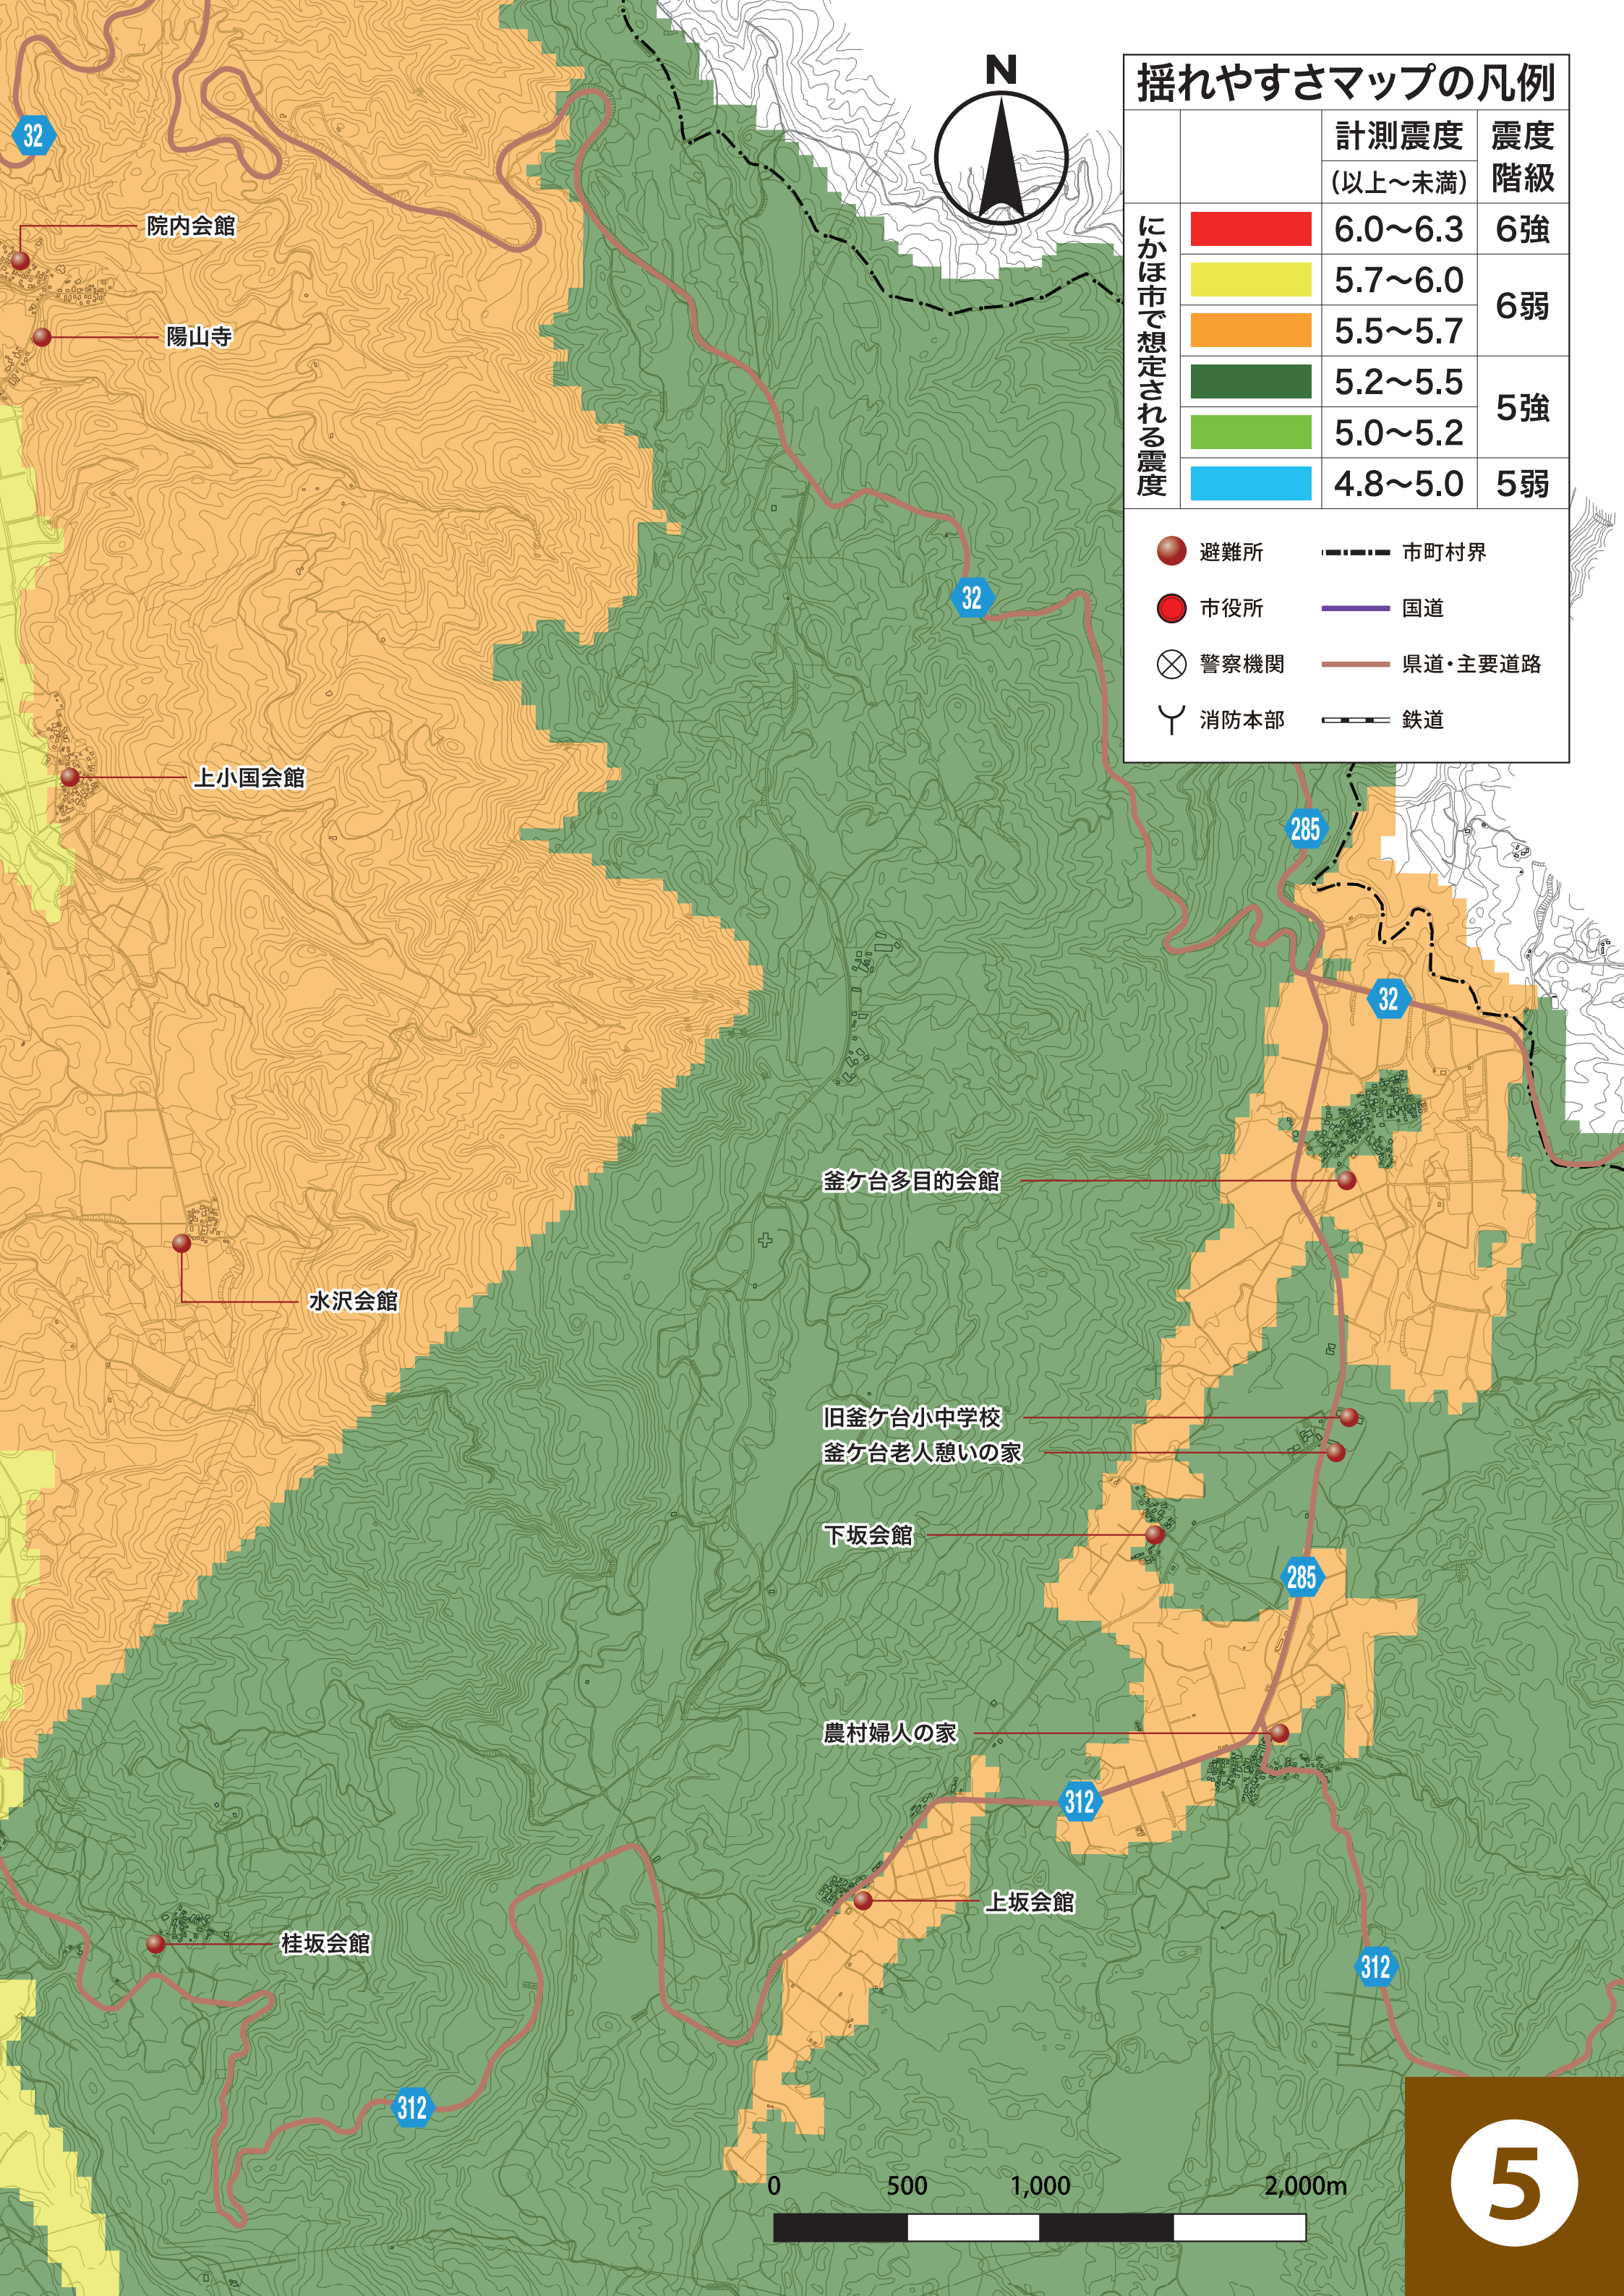 N
揺れやすさマップの凡例
計測震度
(以上～未満)
震度
階級
にかほ市で想定される震度
6.0～6.3
6強
5.7～6.0
6弱
5.5～5.7
5.2～5.5
5強
5.0～5.2
4.8～5.0
5弱
避難所
市町村界
市役所
国道
警察機関
県道・主要道路
消防本部
鉄道
32
院内会館
陽山寺
32
上小国会館
285
32
釜ケ台多目的会館
水沢会館
旧釜ケ台小中学校
釜ケ台老人憩いの家
下坂会館
285
農村婦人の家
312
上坂会館
桂坂会館
312
312
0
500
1,000
2,000m
5